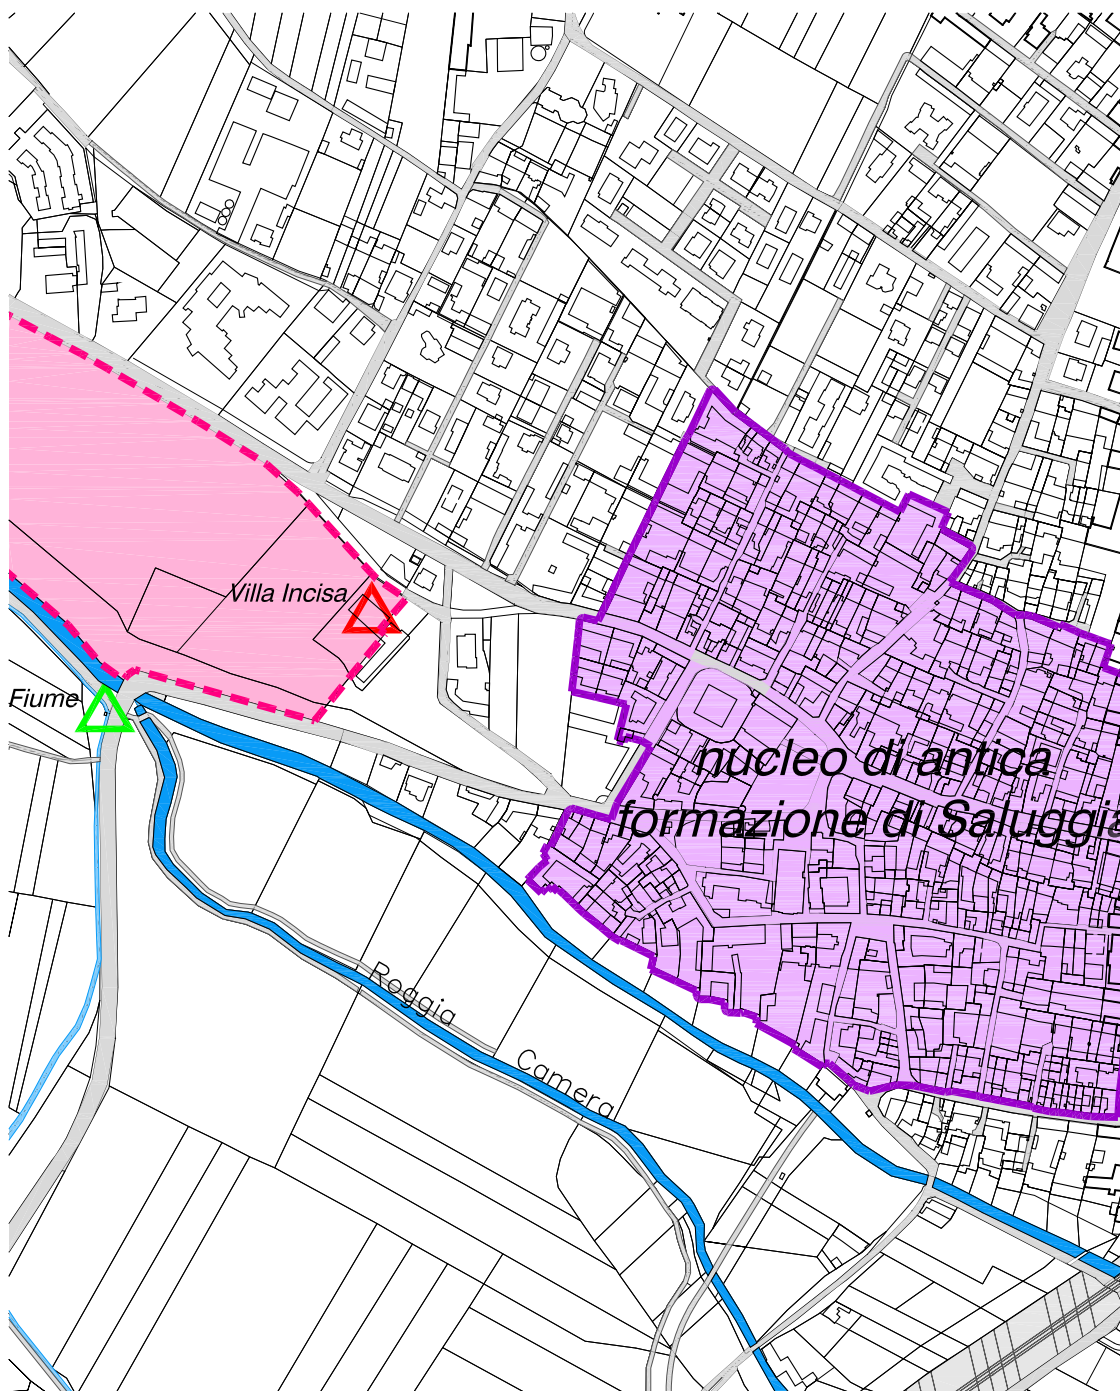 Villa Incisa
Fiume
nucleo di antica
formazione di Saluggia
Roggia
Camera